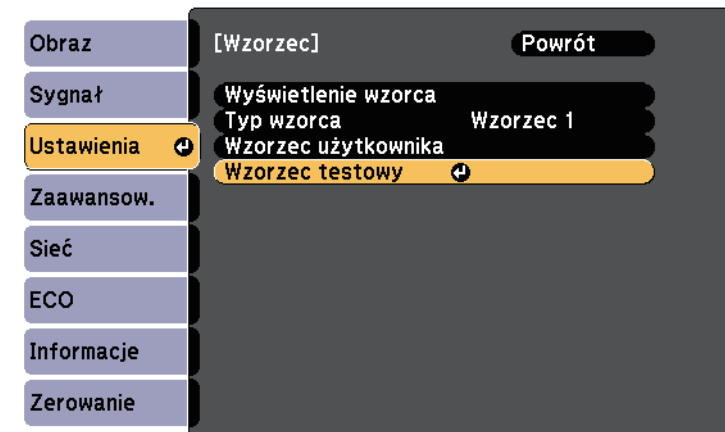 Obraz
Sygnał
Ustawienia
Zaawansow.
Sieć
ECO
Informacje
Zerowanie
[Wzorzec] Powrót
Wyświetlenie wzorca
Typ wzorca Wzorzec 1
Wzorzec użytkownika
Wzorzec testowy